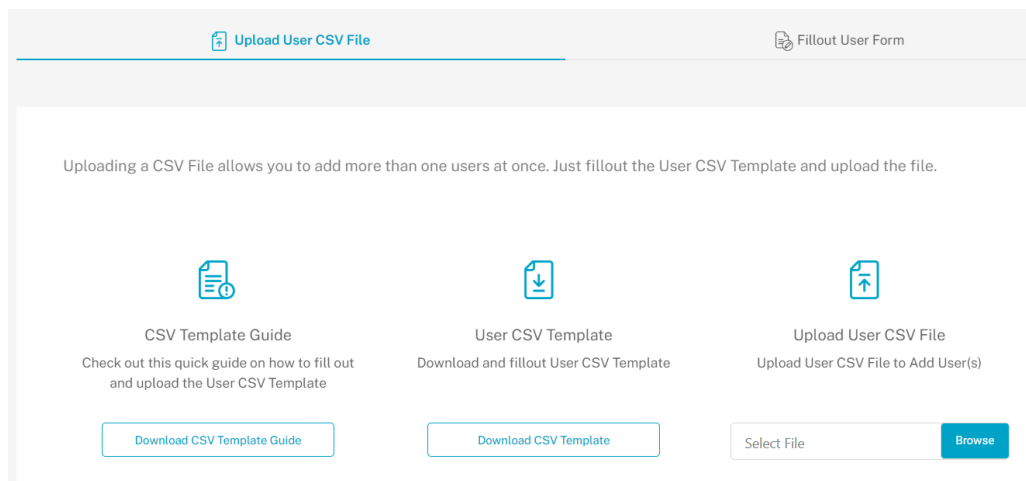 Upload User CSV File
Fillout User Form
Uploading a CSV File allows you to add more than one users at once. Just fillout the User CSV Template and upload the file.
CSV Template Guide
Check out this quick guide on how to fill out
and upload the User CSV Template
Download CSV Template Guide
User CSV Template
Download and fillout User CSV Template
Download CSV Template
Upload User CSV File
Upload User CSV File to Add User(s)
Select File
Browse